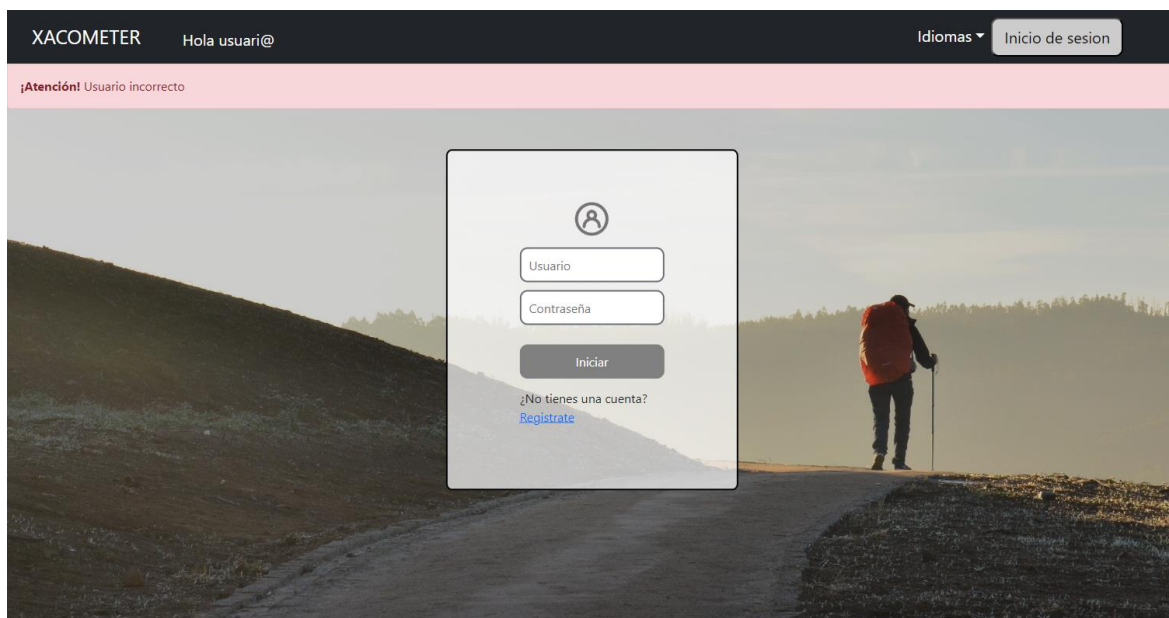 XACOMETER Hola usuari@ Idiomas Inicio de sesion
¡Atención! Usuario incorrecto
Usuario
Contraseña
Iniciar
¿No tienes una cuenta?
Registrate